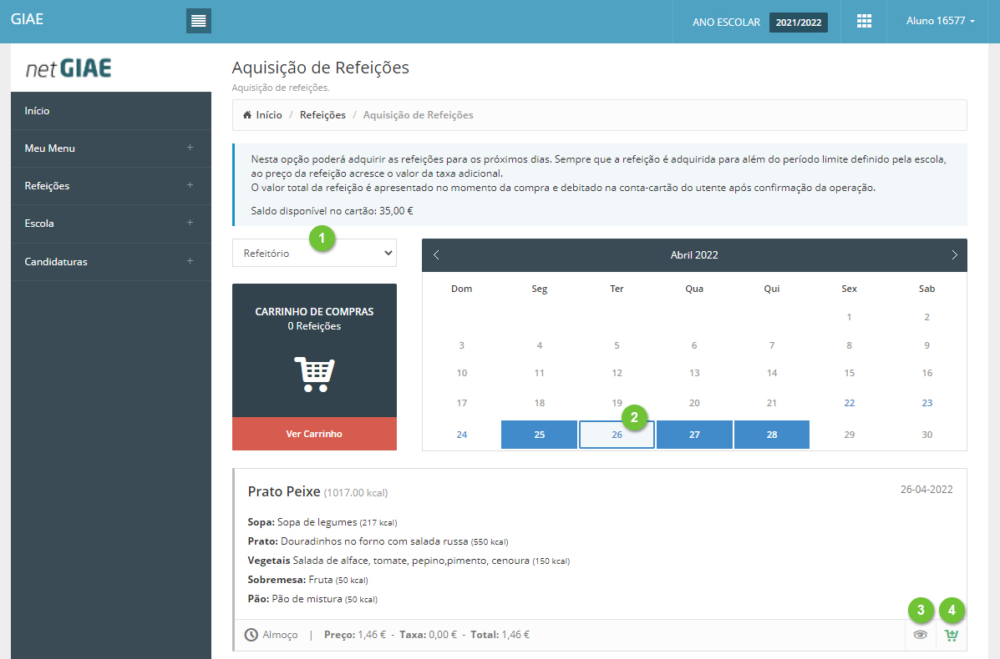 GIAE
ANO ESCOLAR 2021/2022
Aluno 16577
netGIAE
Início
Meu Menu +
Refeições +
Escola +
Candidaturas +
Aquisição de Refeições
Aquisição de refeições.
Início / Refeições / Aquisição de Refeições
Nesta opção poderá adquirir as refeições para os próximos dias. Sempre que a refeição é adquirida para além do período limite definido pela escola,
ao preço da refeição acresce o valor da taxa adicional.
O valor total da refeição é apresentado no momento da compra e debitado na conta-cartão do utente após confirmação da operação.
Saldo disponível no cartão: 35,00 €
1
Refeitório
CARRINHO DE COMPRAS
0 Refeições
Ver Carrinho
Abril 2022
Dom Seg Ter Qua Qui Sex Sab
1 2
3 4 5 6 7 8 9
10 11 12 13 14 15 16
17 18 19 20 21 22 23
2
24 25 26 27 28 29 30
Prato Peixe (1017.00 kcal)
26-04-2022
Sopa: Sopa de legumes (217 kcal)
Prato: Douradinhos no forno com salada russa (550 kcal)
Vegetais Salada de alface, tomate, pepino,pimento, cenoura (150 kcal)
Sobremesa: Fruta (50 kcal)
Pão: Pão de mistura (50 kcal)
3 4
Almoço | Preço: 1,46 € - Taxa: 0,00 € - Total: 1,46 €